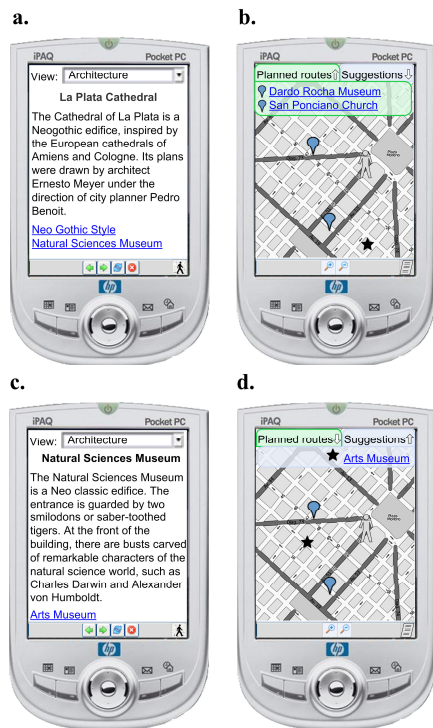 a.
iPAQ Pocket PC
View: Architecture
La Plata Cathedral
The Cathedral of La Plata is a
Neogothic edifice, inspired by
the European cathedrals of
Amiens and Cologne. Its plans
were drawn by architect
Ernesto Meyer under the
direction of city planner Pedro
Benoit.
Neo Gothic Style
Natural Sciences Museum
hp
b.
iPAQ Pocket PC
Planned routes Suggestions
Dardo Rocha Museum
San Ponciano Church
Plaza
Moreno
hp
c.
iPAQ Pocket PC
View: Architecture
Natural Sciences Museum
The Natural Sciences Museum
is a Neo classic edifice. The
entrance is guarded by two
smilodons or saber-toothed
tigers. At the front of the
building, there are busts carved
of remarkable characters of the
natural science world, such as
Charles Darwin and Alexander
von Humboldt.
Arts Museum
hp
d.
iPAQ Pocket PC
Planned routes Suggestions
Arts Museum
Plaza
Moreno
hp